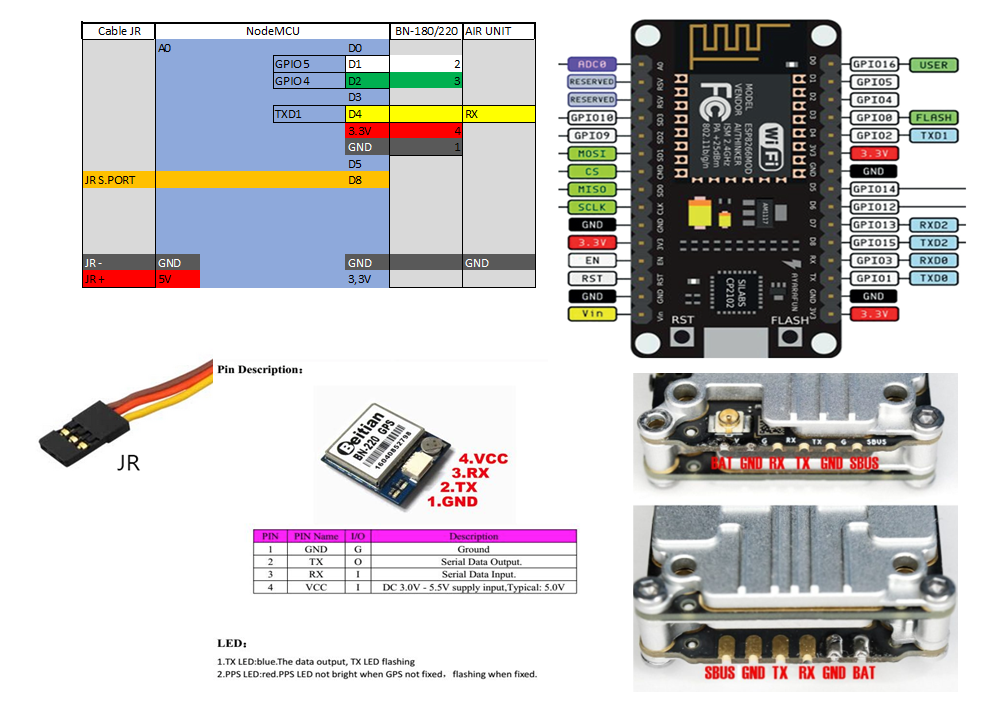 Cable JR NodeMCU BN-180/220 AIR UNIT
A0 D0
GPIO5 D1 2
GPIO4 D2 3
D3
TXD1 D4 RX
3.3V 4
GND 1
D5
JR S.PORT D8
JR - GND GND GND
JR + 5V 3,3V
ADC0 A0 D0 GPIO16 USER
RESERVED RSV D1 GPIO5
RESERVED RSV D2 GPIO4
GPIO10 SD3 D3 GPIO0 FLASH
GPIO9 SD2 D4 GPIO2 TXD1
MOSI SD1 3V3 3.3V
CS CMD GND GND
MISO SD0 D5 GPIO14
SCLK CLK D6 GPIO12
GND GND D7 GPIO13 RXD2
3.3V 3V3 D8 GPIO15 TXD2
EN EN RX GPIO3 RXD0
RST RST TX GPIO1 TXD0
GND GND GND GND
Vin Vin 3V3 3.3V
MODEL ESP8266MOD
VENDOR AI/THINKER
ISM 2.4GHz
PA +25dBm
802.11b/g/n
FC
WiFi
AM1117
SILABS
CP2102
AYARAFUN
RST FLASH
JR
Pin Description:
Beitian
BN-220 GPS
16040852798
4.VCC
3.RX
2.TX
1.GND
PIN PIN Name I/O Description
1 GND G Ground
2 TX O Serial Data Output.
3 RX I Serial Data Input.
4 VCC I DC 3.0V - 5.5V supply input,Typical: 5.0V
LED:
1.TX LED:blue.The data output, TX LED flashing
2.PPS LED:red.PPS LED not bright when GPS not fixed, flashing when fixed.
G RX TX G SBUS
BAT GND RX TX GND SBUS
SBUS GND TX RX GND BAT